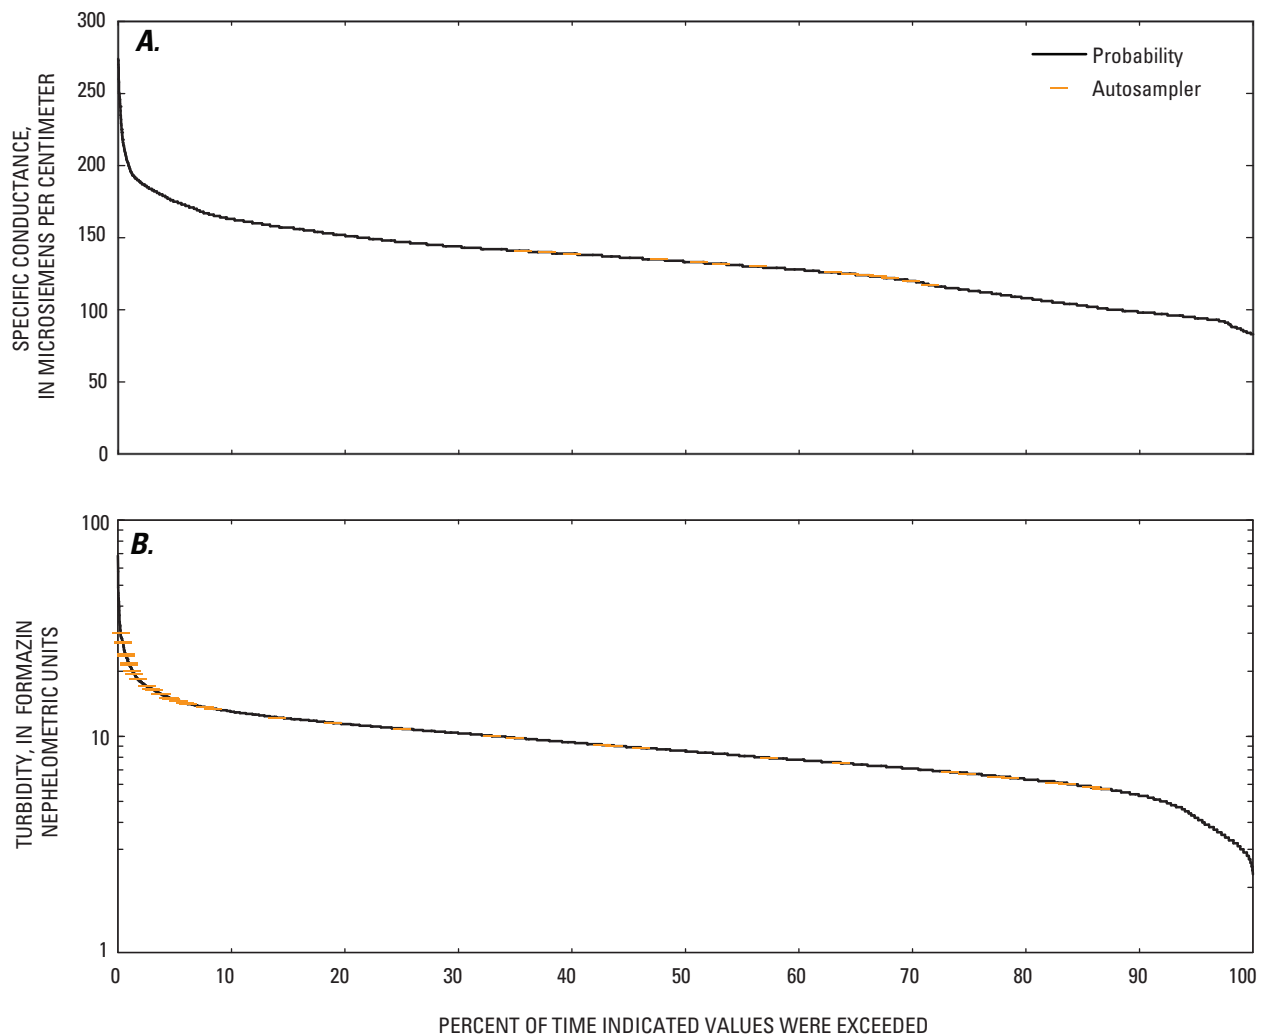 300
250
200
150
100
50
0
SPECIFIC CONDUCTANCE,
IN MICROSIEMENS PER CENTIMETER
A.
Probability
Autosampler
100
10
1
TURBIDITY, IN FORMAZIN
NEPHELOMETRIC UNITS
B.
0 10 20 30 40 50 60 70 80 90 100
PERCENT OF TIME INDICATED VALUES WERE EXCEEDED